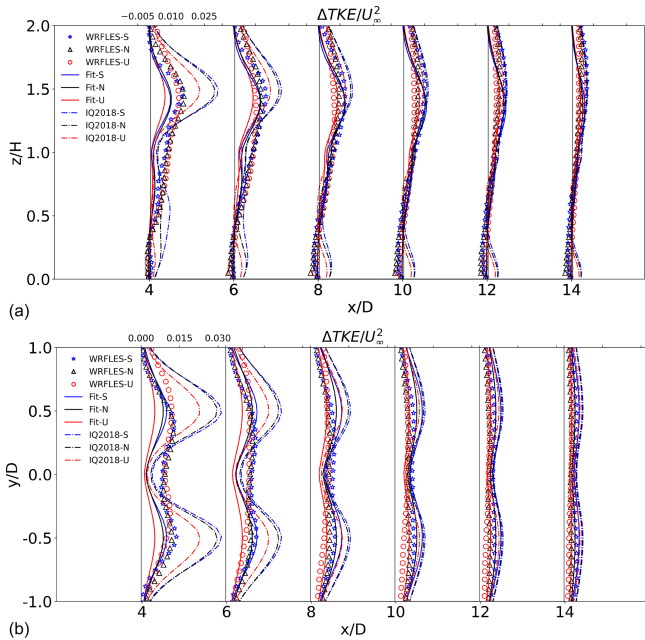 −0.005 0.010 0.025
ΔTKE/U²∞
2.0
1.5
1.0
0.5
0.0
z/H
WRFLES-S
WRFLES-N
WRFLES-U
Fit-S
Fit-N
Fit-U
IQ2018-S
IQ2018-N
IQ2018-U
4 6 8 10 12 14
x/D
(a)
0.000 0.015 0.030
ΔTKE/U²∞
1.0
0.5
0.0
-0.5
-1.0
y/D
WRFLES-S
WRFLES-N
WRFLES-U
Fit-S
Fit-N
Fit-U
IQ2018-S
IQ2018-N
IQ2018-U
4 6 8 10 12 14
x/D
(b)